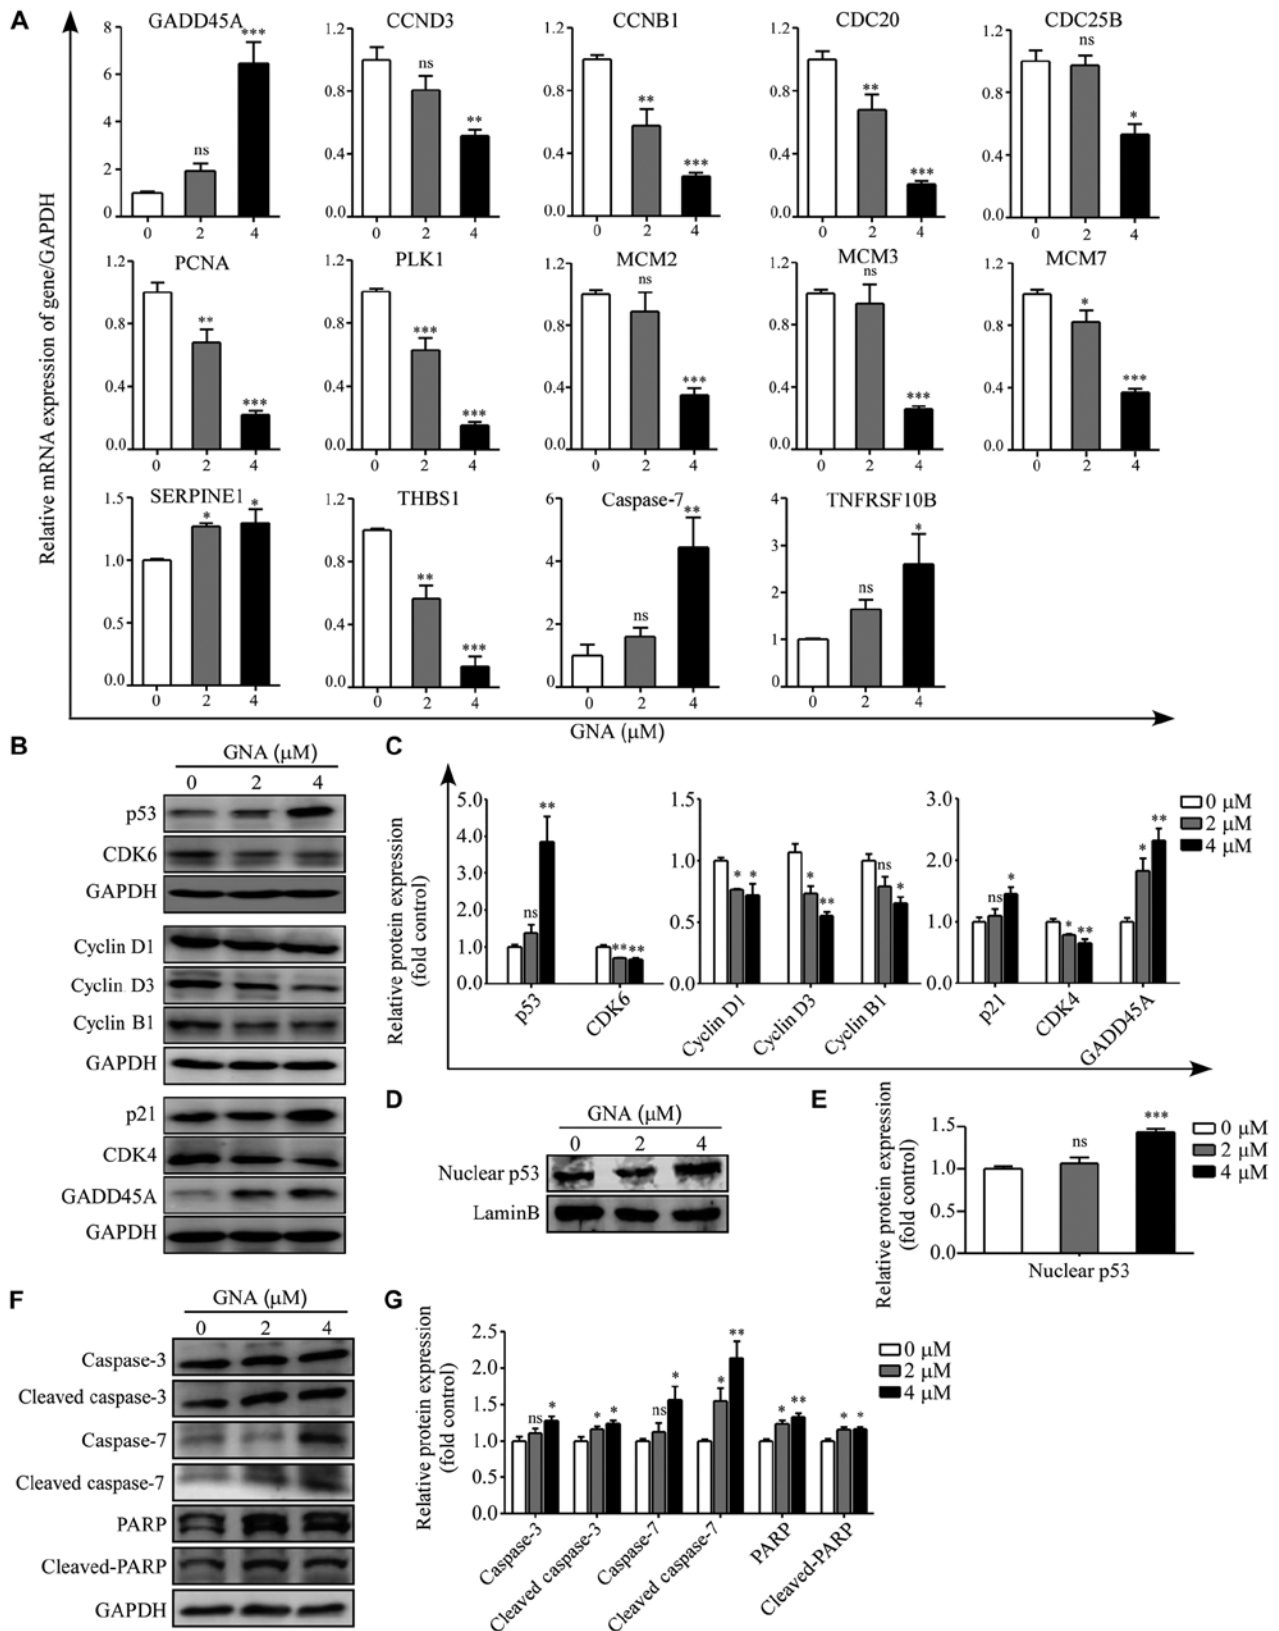 A
Relative mRNA expression of gene/GAPDH
GADD45A CCND3 CCNB1 CDC20 CDC25B
8 6 4 2 0
ns ***
0 2 4
1.2 0.8 0.4 0.0
ns **
0 2 4
1.2 0.8 0.4 0.0
** ***
0 2 4
1.2 0.8 0.4 0.0
** ***
0 2 4
1.2 0.8 0.4 0.0
ns *
0 2 4
PCNA PLK1 MCM2 MCM3 MCM7
1.2 0.8 0.4 0.0
** ***
0 2 4
1.2 0.8 0.4 0.0
*** ***
0 2 4
1.2 0.8 0.4 0.0
ns ***
0 2 4
1.2 0.8 0.4 0.0
ns ***
0 2 4
1.2 0.8 0.4 0.0
* ***
0 2 4
SERPINE1 THBS1 Caspase-7 TNFRSF10B
1.5 1.0 0.5 0.0
* *
0 2 4
1.2 0.8 0.4 0.0
** ***
0 2 4
6 4 2 0
ns **
0 2 4
4 3 2 1 0
ns *
0 2 4
GNA (μM)
B
GNA (μM)
0 2 4
p53
CDK6
GAPDH
Cyclin D1
Cyclin D3
Cyclin B1
GAPDH
p21
CDK4
GADD45A
GAPDH
C
Relative protein expression
(fold control)
5.0 4.0 3.0 2.0 1.0 0.0
ns ** ** **
p53 CDK6
1.5 1.0 0.5 0.0
* * * ** ns *
Cyclin D1 Cyclin D3 Cyclin B1
3.0 2.0 1.0 0.0
ns * * ** * **
p21 CDK4 GADD45A
0 μM
2 μM
4 μM
D
GNA (μM)
0 2 4
Nuclear p53
LaminB
E
Relative protein expression
(fold control)
1.5 1.0 0.5 0.0
ns ***
Nuclear p53
0 μM
2 μM
4 μM
F
GNA (μM)
0 2 4
Caspase-3
Cleaved caspase-3
Caspase-7
Cleaved caspase-7
PARP
Cleaved-PARP
GAPDH
G
Relative protein expression
(fold control)
2.5 2.0 1.5 1.0 0.5 0.0
ns * * * ns * * ** * ** * *
Caspase-3 Cleaved caspase-3 Caspase-7 Cleaved caspase-7 PARP Cleaved-PARP
0 μM
2 μM
4 μM